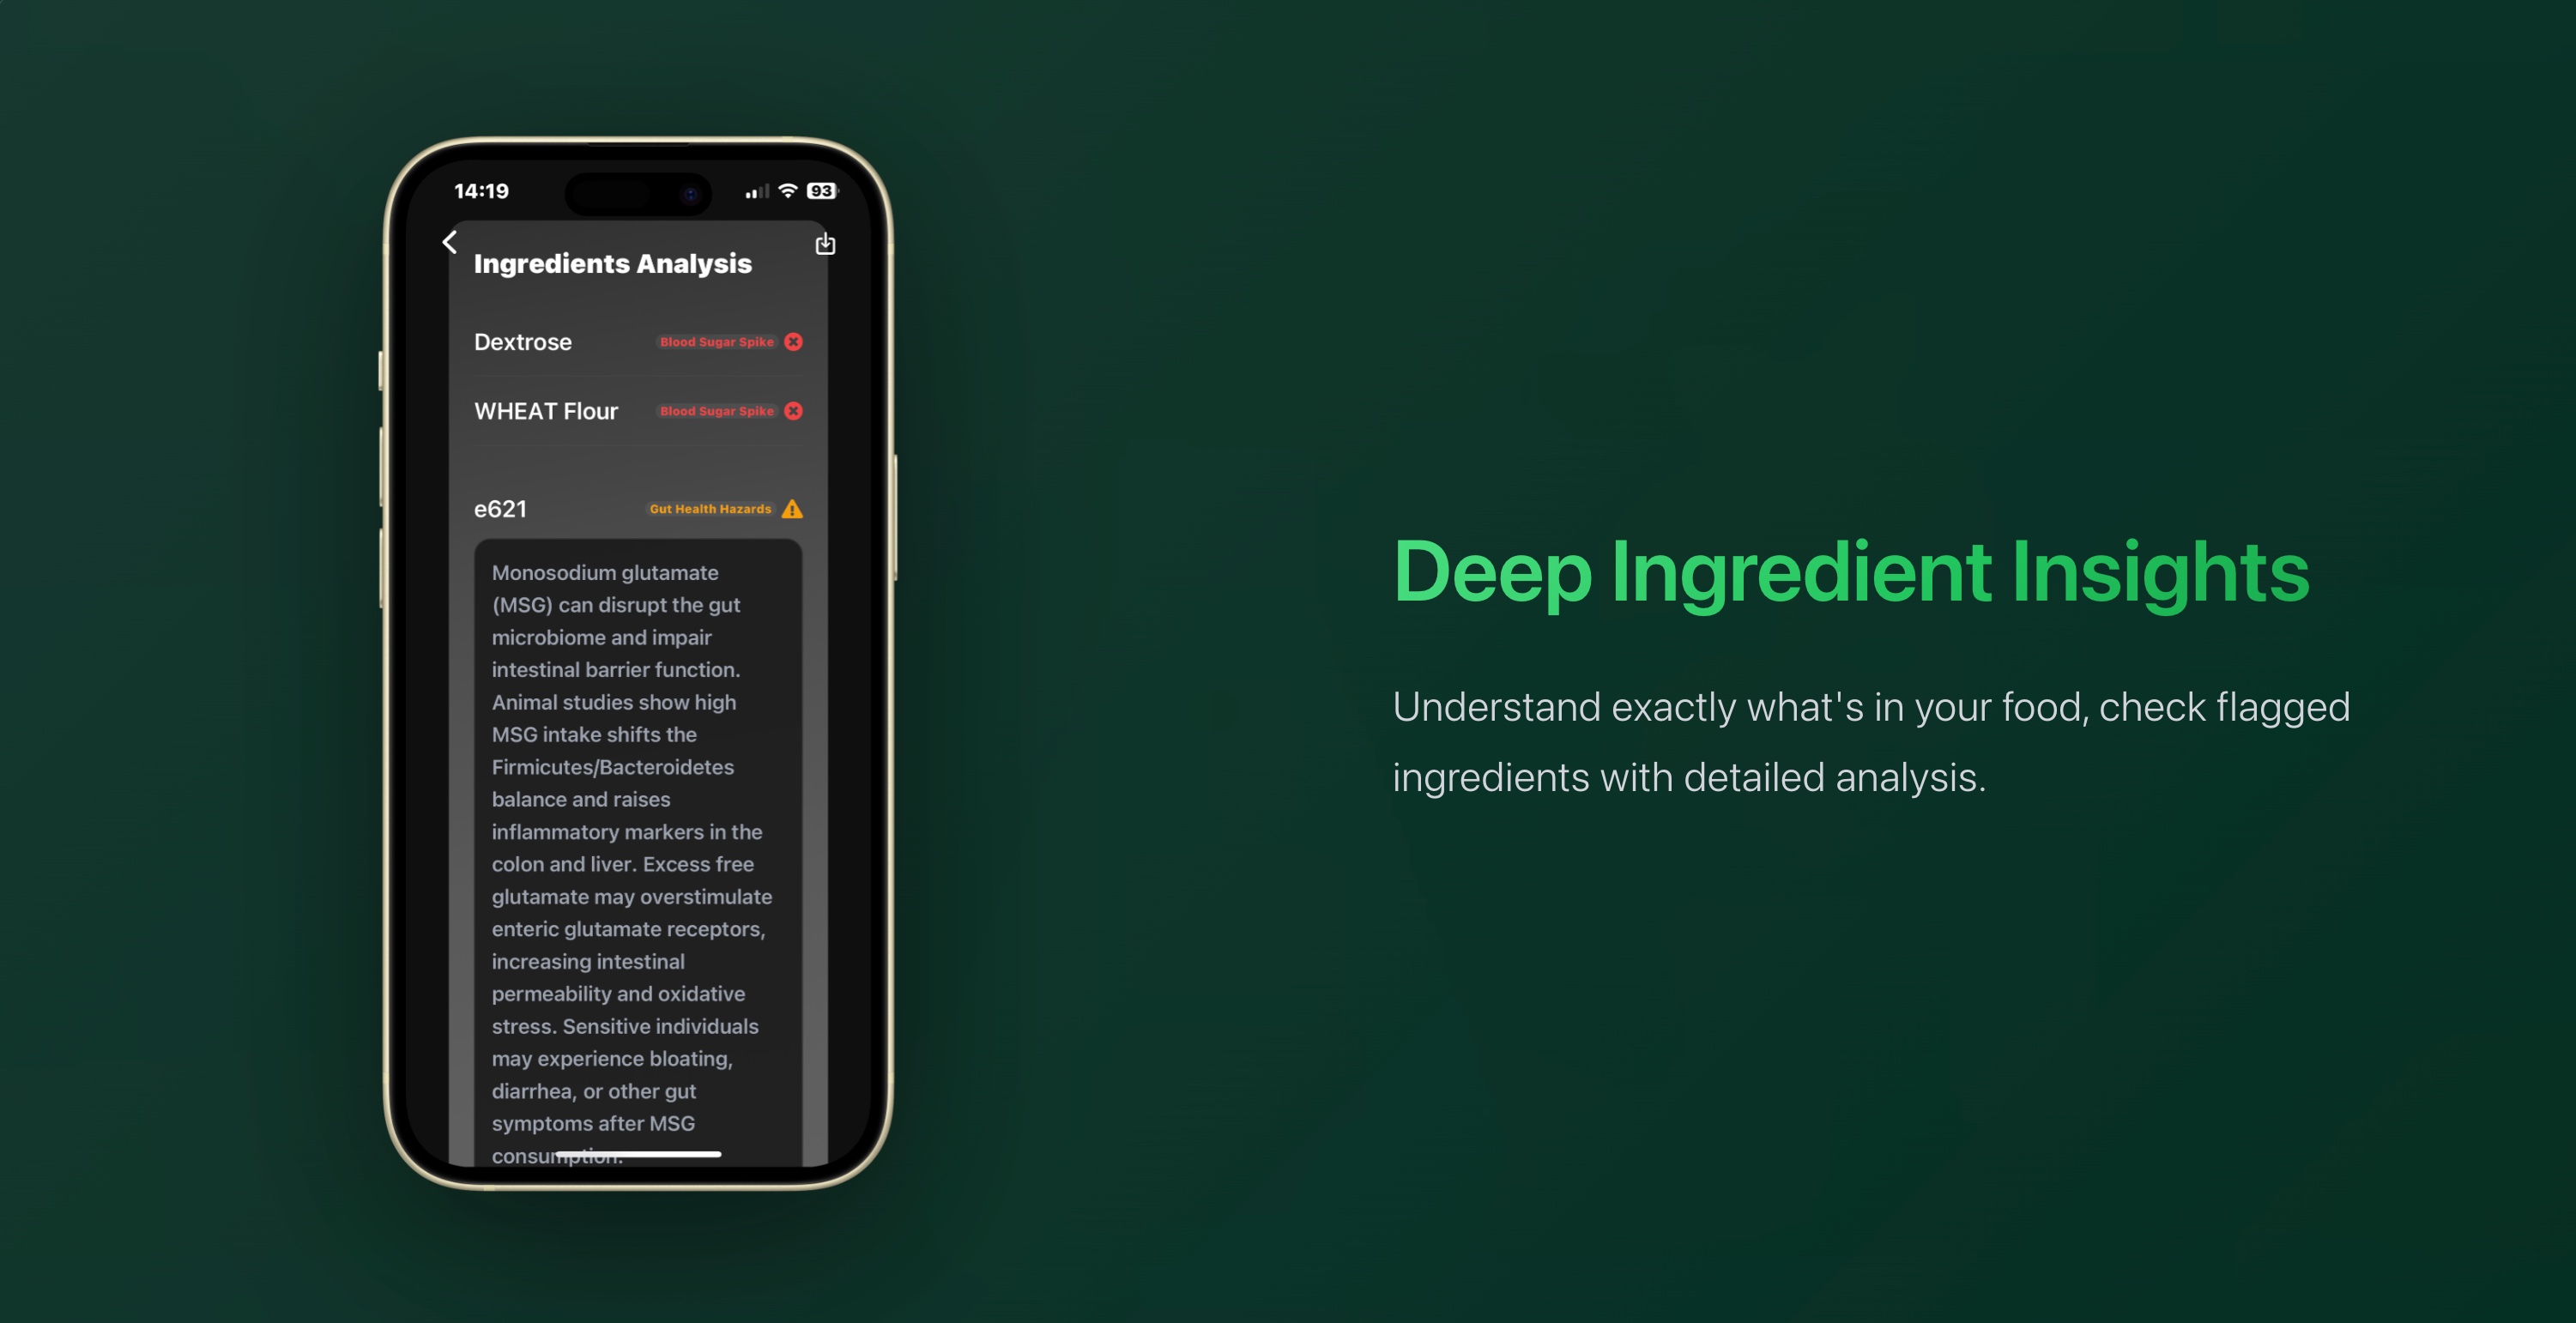 14:19
93
Ingredients Analysis
Dextrose Blood Sugar Spike
WHEAT Flour Blood Sugar Spike
e621 Gut Health Hazards
Monosodium glutamate
(MSG) can disrupt the gut
microbiome and impair
intestinal barrier function.
Animal studies show high
MSG intake shifts the
Firmicutes/Bacteroidetes
balance and raises
inflammatory markers in the
colon and liver. Excess free
glutamate may overstimulate
enteric glutamate receptors,
increasing intestinal
permeability and oxidative
stress. Sensitive individuals
may experience bloating,
diarrhea, or other gut
symptoms after MSG
consumption.
Deep Ingredient Insights
Understand exactly what's in your food, check flagged
ingredients with detailed analysis.